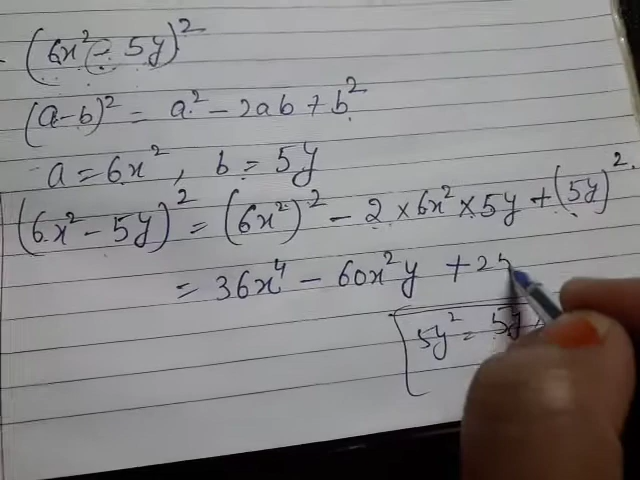 (6x² - 5y)²
(a-b)² = a² - 2ab + b²
a = 6x², b = 5y
(6x² - 5y)² = (6x²)² - 2 × 6x² × 5y + (5y)².
= 36x⁴ - 60x²y + 25
5y² = 5y